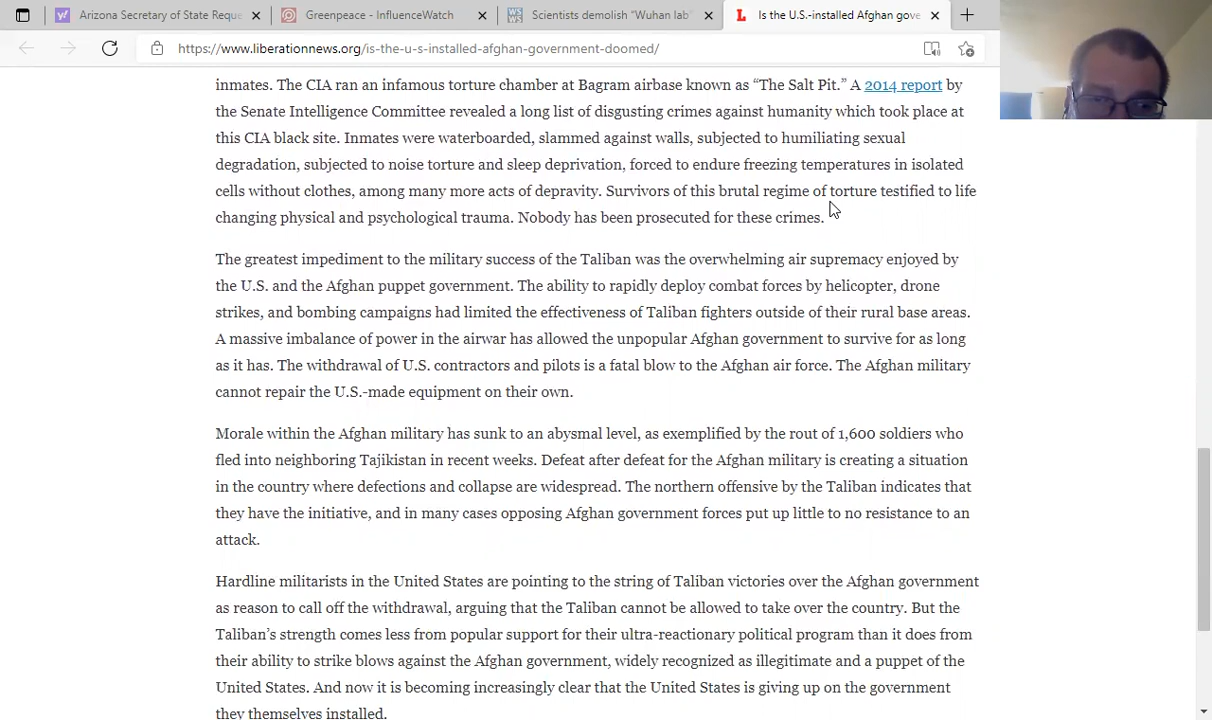 Arizona Secretary of State Reque
Greenpeace - InfluenceWatch
Scientists demolish “Wuhan lab”
Is the U.S.-installed Afghan gove
https://www.liberationnews.org/is-the-u-s-installed-afghan-government-doomed/
inmates. The CIA ran an infamous torture chamber at Bagram airbase known as “The Salt Pit.” A 2014 report by
the Senate Intelligence Committee revealed a long list of disgusting crimes against humanity which took place at
this CIA black site. Inmates were waterboarded, slammed against walls, subjected to humiliating sexual
degradation, subjected to noise torture and sleep deprivation, forced to endure freezing temperatures in isolated
cells without clothes, among many more acts of depravity. Survivors of this brutal regime of torture testified to life
changing physical and psychological trauma. Nobody has been prosecuted for these crimes.
The greatest impediment to the military success of the Taliban was the overwhelming air supremacy enjoyed by
the U.S. and the Afghan puppet government. The ability to rapidly deploy combat forces by helicopter, drone
strikes, and bombing campaigns had limited the effectiveness of Taliban fighters outside of their rural base areas.
A massive imbalance of power in the airwar has allowed the unpopular Afghan government to survive for as long
as it has. The withdrawal of U.S. contractors and pilots is a fatal blow to the Afghan air force. The Afghan military
cannot repair the U.S.-made equipment on their own.
Morale within the Afghan military has sunk to an abysmal level, as exemplified by the rout of 1,600 soldiers who
fled into neighboring Tajikistan in recent weeks. Defeat after defeat for the Afghan military is creating a situation
in the country where defections and collapse are widespread. The northern offensive by the Taliban indicates that
they have the initiative, and in many cases opposing Afghan government forces put up little to no resistance to an
attack.
Hardline militarists in the United States are pointing to the string of Taliban victories over the Afghan government
as reason to call off the withdrawal, arguing that the Taliban cannot be allowed to take over the country. But the
Taliban’s strength comes less from popular support for their ultra-reactionary political program than it does from
their ability to strike blows against the Afghan government, widely recognized as illegitimate and a puppet of the
United States. And now it is becoming increasingly clear that the United States is giving up on the government
they themselves installed.